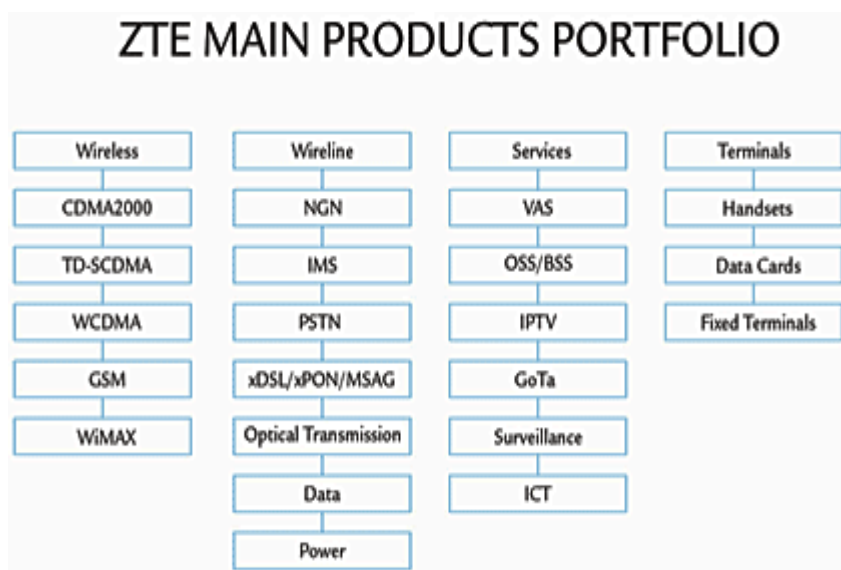 ZTE MAIN PRODUCTS PORTFOLIO
Wireless
CDMA2000
TD-SCDMA
WCDMA
GSM
WiMAX
Wireline
NGN
IMS
PSTN
xDSL/xPON/MSAG
Optical Transmission
Data
Power
Services
VAS
OSS/BSS
IPTV
GoTa
Surveillance
ICT
Terminals
Handsets
Data Cards
Fixed Terminals